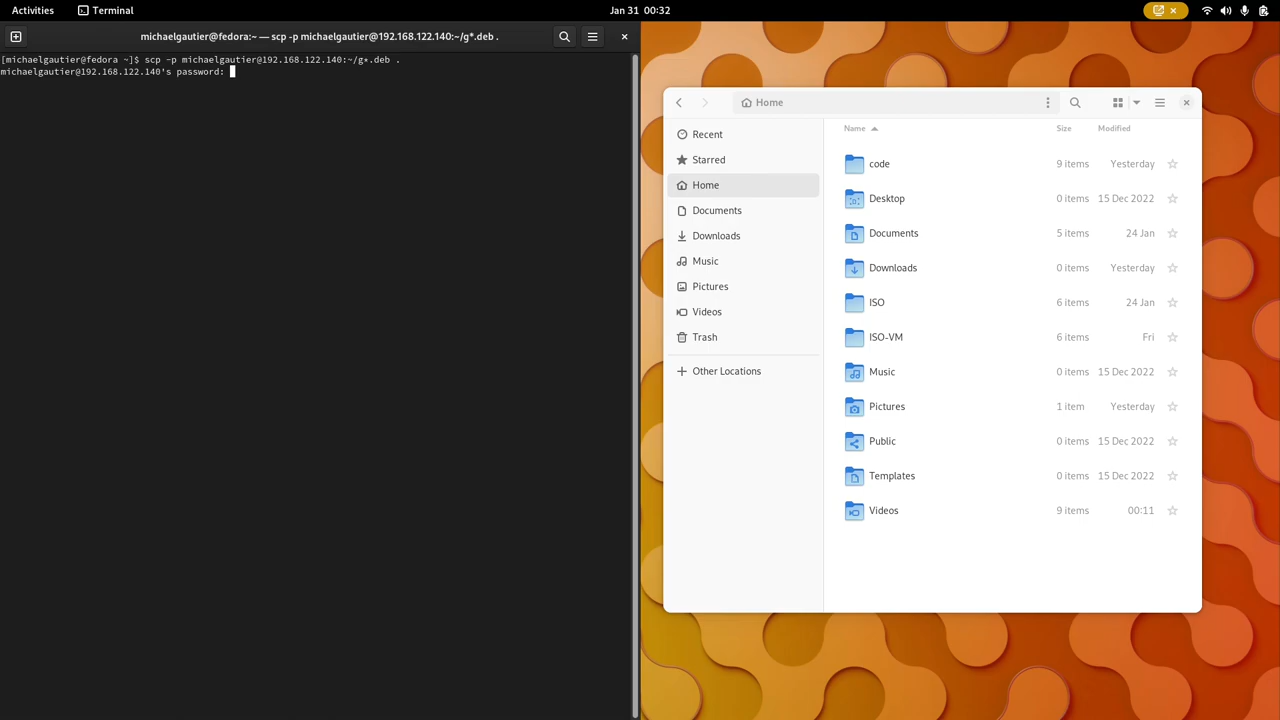 Activities
Terminal
Jan 31 00:32
michaelgautier@fedora:~ — scp -p michaelgautier@192.168.122.140:~/g*.deb .
[michaelgautier@fedora ~]$ scp -p michaelgautier@192.168.122.140:~/g*.deb .
michaelgautier@192.168.122.140's password:
Home
Name
Size
Modified
Recent
Starred
Home
Documents
Downloads
Music
Pictures
Videos
Trash
Other Locations
code 9 items Yesterday
Desktop 0 items 15 Dec 2022
Documents 5 items 24 Jan
Downloads 0 items Yesterday
ISO 6 items 24 Jan
ISO-VM 6 items Fri
Music 0 items 15 Dec 2022
Pictures 1 item Yesterday
Public 0 items 15 Dec 2022
Templates 0 items 15 Dec 2022
Videos 9 items 00:11